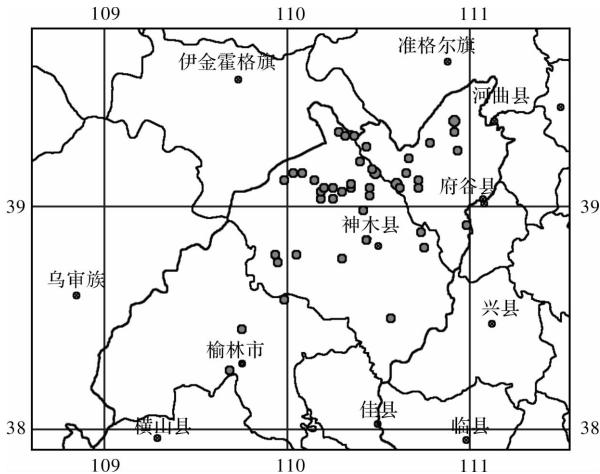 109 110 111
准格尔旗
伊金霍格旗
河曲县
府谷县
39 39
神木县
乌审族
兴县
榆林市
佳县
横山县 临县
38 38
109 110 111